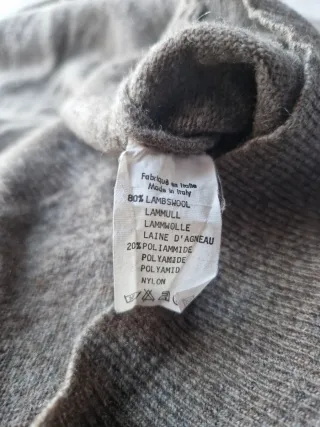 Fabriqué en Italie
Made in Italy
80% LAMBSWOOL
LAMMULL
LAMMWOLLE
LAINE D'AGNEAU
20% POLIAMMIDE
POLYAMIDE
POLYAMID
NYLON